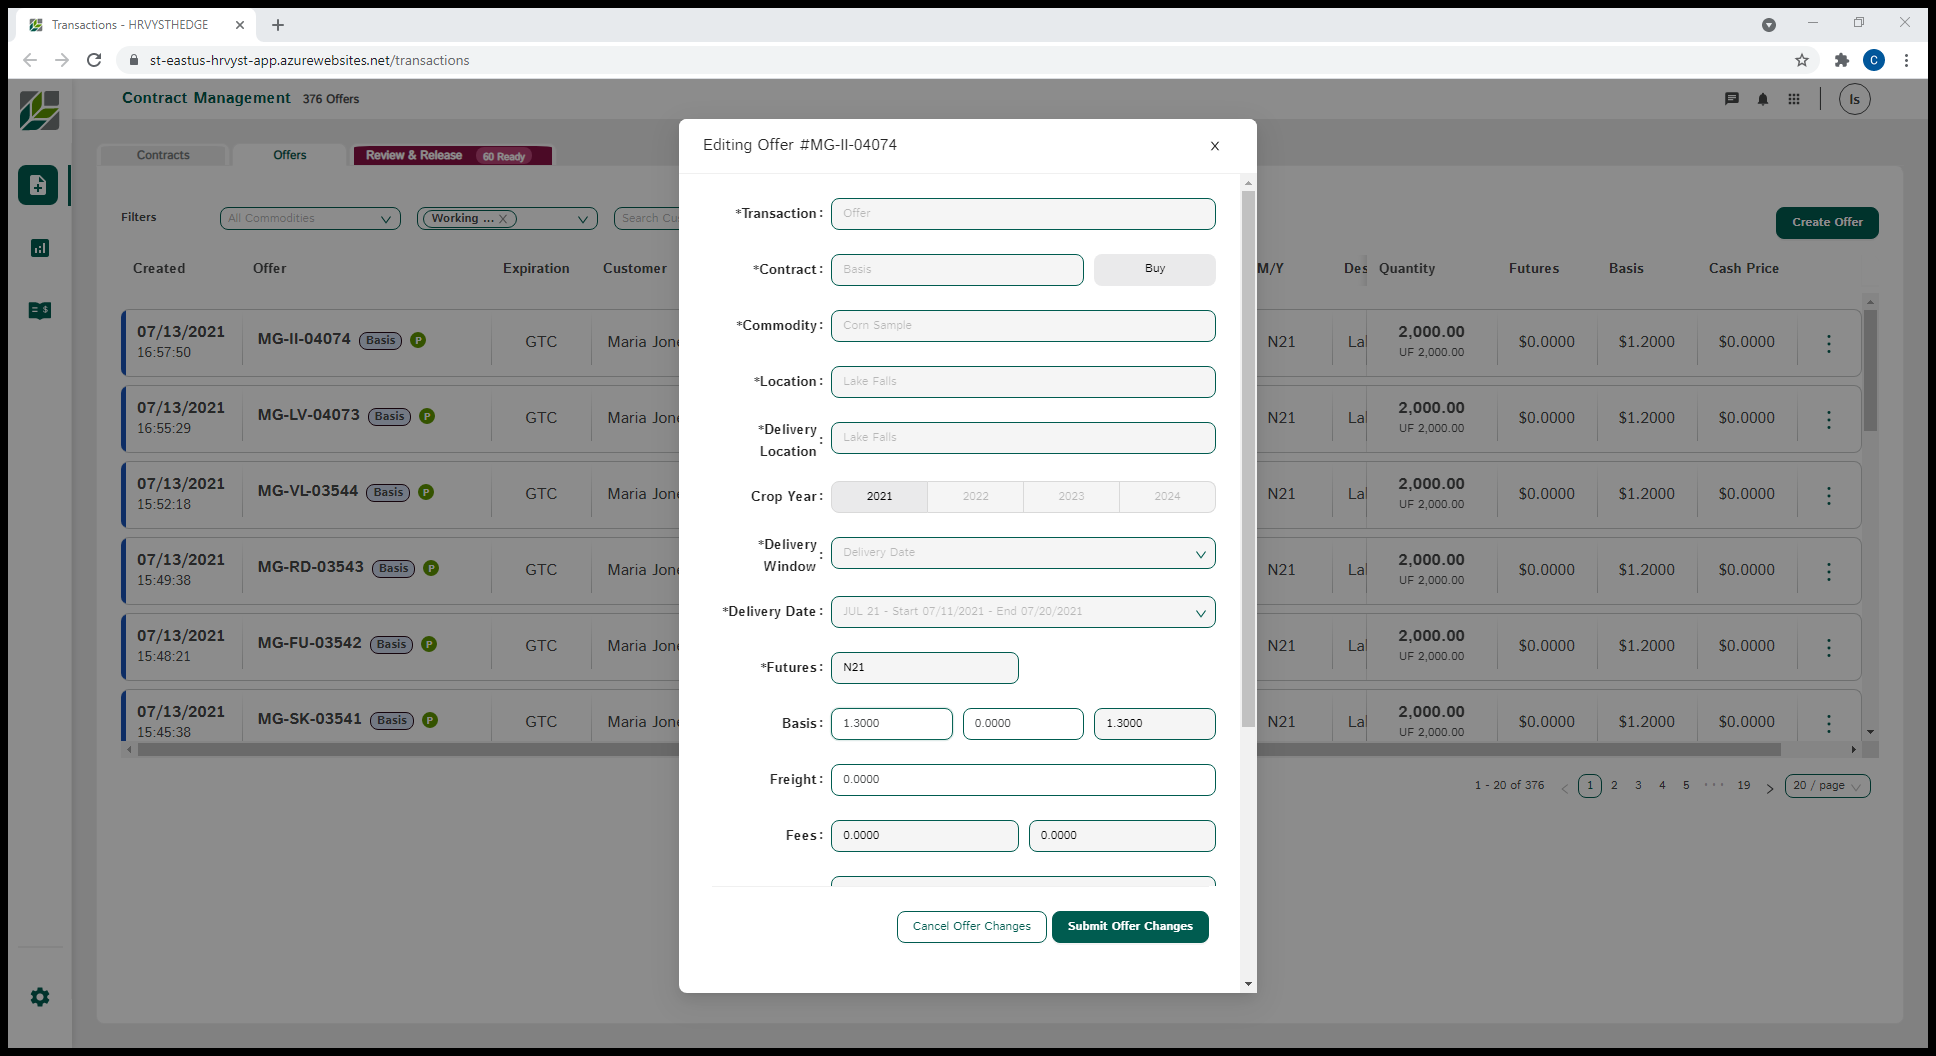 Transactions - HRVYSTHEDGE
st-eastus-hrvyst-app.azurewebsites.net/transactions
C
Contract Management 376 Offers
Is
Contracts
Offers
Review & Release 60 Ready
Filters
All Commodities
Working ...
Search Cu
Create Offer
Created Offer Expiration Customer M/Y Des Quantity Futures Basis Cash Price
07/13/2021
16:57:50
MG-II-04074 Basis P
GTC
Maria Jone
N21
Lal
2,000.00
UF 2,000.00
$0.0000
$1.2000
$0.0000
07/13/2021
16:55:29
MG-LV-04073 Basis P
GTC
Maria Jone
N21
Lal
2,000.00
UF 2,000.00
$0.0000
$1.2000
$0.0000
07/13/2021
15:52:18
MG-VL-03544 Basis P
GTC
Maria Jone
N21
Lal
2,000.00
UF 2,000.00
$0.0000
$1.2000
$0.0000
07/13/2021
15:49:38
MG-RD-03543 Basis P
GTC
Maria Jone
N21
Lal
2,000.00
UF 2,000.00
$0.0000
$1.2000
$0.0000
07/13/2021
15:48:21
MG-FU-03542 Basis P
GTC
Maria Jone
N21
Lal
2,000.00
UF 2,000.00
$0.0000
$1.2000
$0.0000
07/13/2021
15:45:38
MG-SK-03541 Basis P
GTC
Maria Jone
N21
Lal
2,000.00
UF 2,000.00
$0.0000
$1.2000
$0.0000
1 - 20 of 376 1 2 3 4 5 ··· 19 20 / page
Editing Offer #MG-II-04074
*Transaction: Offer
*Contract: Basis Buy
*Commodity: Corn Sample
*Location: Lake Falls
*Delivery Location: Lake Falls
Crop Year: 2021 2022 2023 2024
*Delivery Window: Delivery Date
*Delivery Date: JUL 21 - Start 07/11/2021 - End 07/20/2021
*Futures: N21
Basis: 1.3000 0.0000 1.3000
Freight: 0.0000
Fees: 0.0000 0.0000
Cancel Offer Changes
Submit Offer Changes